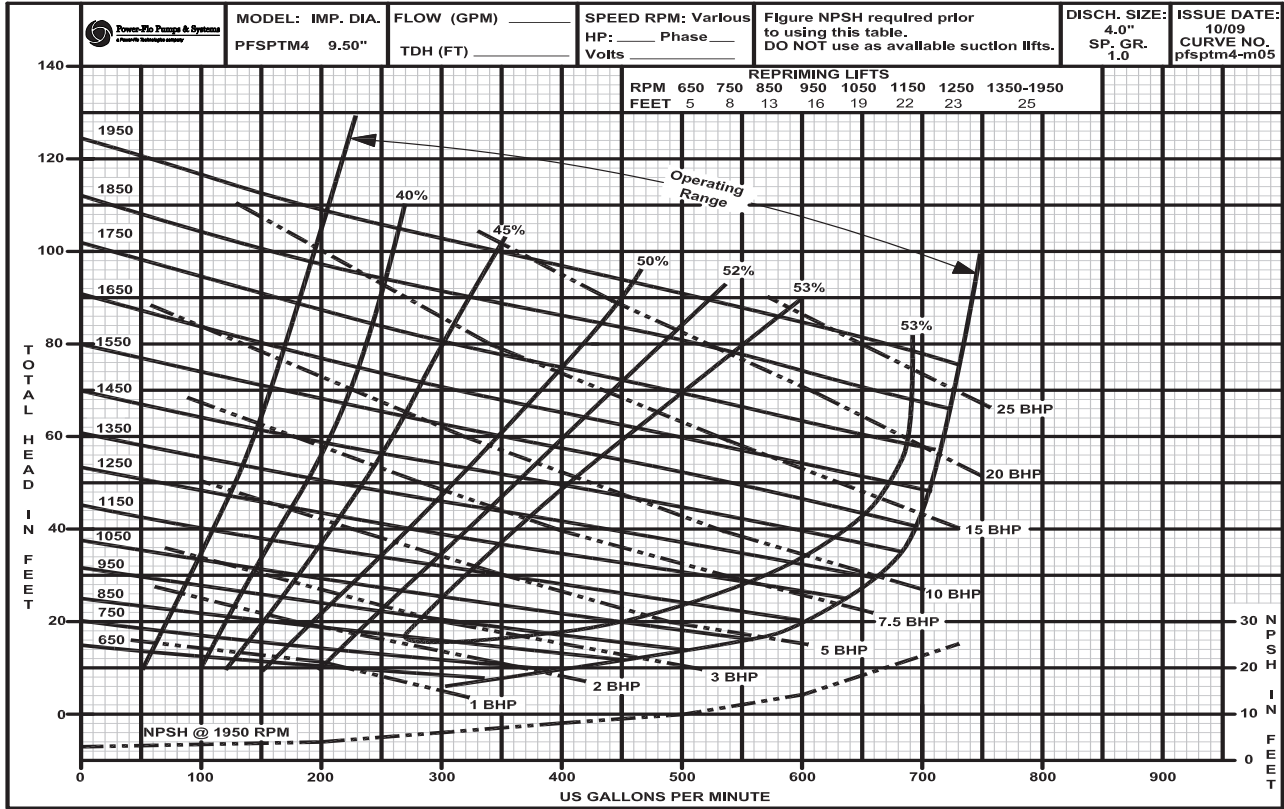 Power-Flo Pumps & Systems
a Power-Flo Technologies company
MODEL: IMP. DIA.
PFSPTM4 9.50"
FLOW (GPM)
TDH (FT)
SPEED RPM: Various
HP: ____ Phase___
Volts
Figure NPSH required prior
to using this table.
DO NOT use as available suction lifts.
DISCH. SIZE:
4.0"
SP. GR.
1.0
ISSUE DATE:
10/09
CURVE NO.
pfsptm4-m05
REPRIMING LIFTS
RPM 650 750 850 950 1050 1150 1250 1350-1950
FEET 5 8 13 16 19 22 23 25
140
120
100
80
60
40
20
0
TOTAL HEAD IN FEET
1950
1850
1750
1650
1550
1450
1350
1250
1150
1050
950
850
750
650
Operating
Range
40%
45%
50%
52%
53%
53%
25 BHP
20 BHP
15 BHP
10 BHP
7.5 BHP
5 BHP
3 BHP
2 BHP
1 BHP
NPSH @ 1950 RPM
30
20
10
0
NPSH IN FEET
0 100 200 300 400 500 600 700 800 900
US GALLONS PER MINUTE